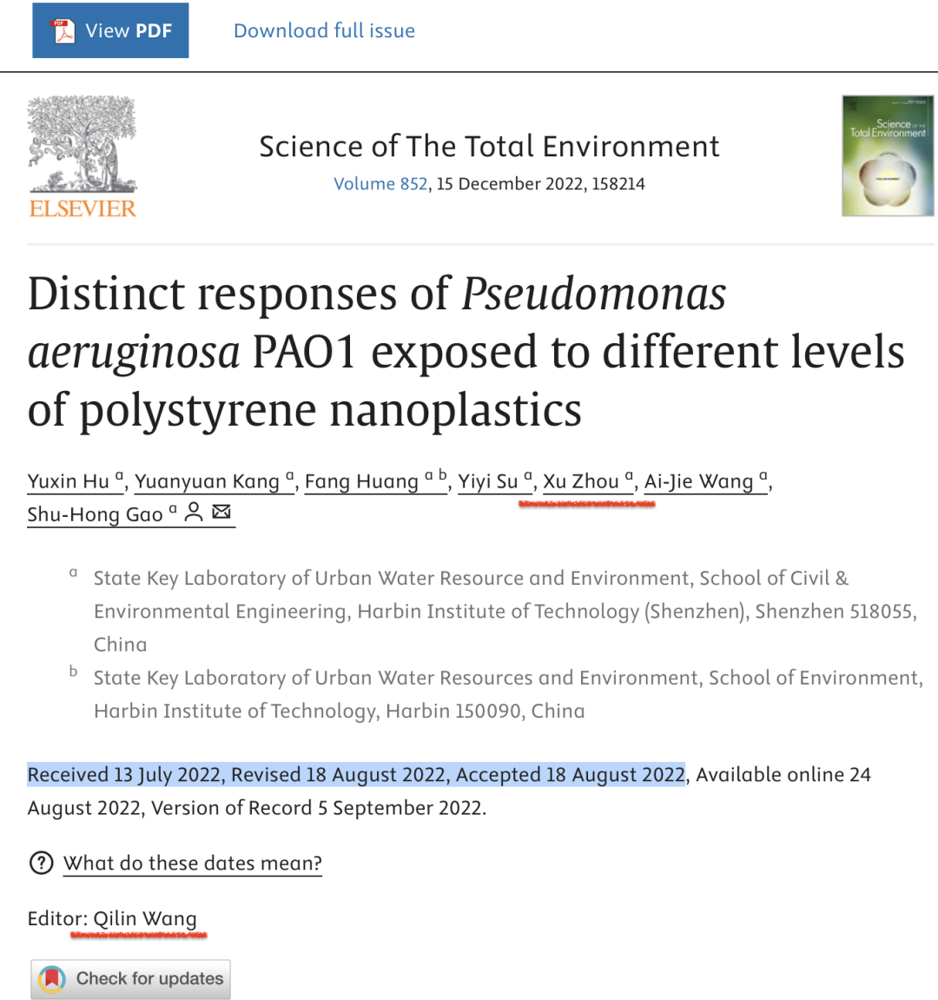 View PDF Download full issue
ELSEVIER
Science of The Total Environment
Volume 852, 15 December 2022, 158214
Science OF THE
Total Environment
Distinct responses of Pseudomonas
aeruginosa PAO1 exposed to different levels
of polystyrene nanoplastics
Yuxin Hu a, Yuanyuan Kang a, Fang Huang a b, Yiyi Su a, Xu Zhou a, Ai-Jie Wang a,
Shu-Hong Gao a
a State Key Laboratory of Urban Water Resource and Environment, School of Civil &
Environmental Engineering, Harbin Institute of Technology (Shenzhen), Shenzhen 518055,
China
b State Key Laboratory of Urban Water Resources and Environment, School of Environment,
Harbin Institute of Technology, Harbin 150090, China
Received 13 July 2022, Revised 18 August 2022, Accepted 18 August 2022, Available online 24
August 2022, Version of Record 5 September 2022.
? What do these dates mean?
Editor: Qilin Wang
Check for updates